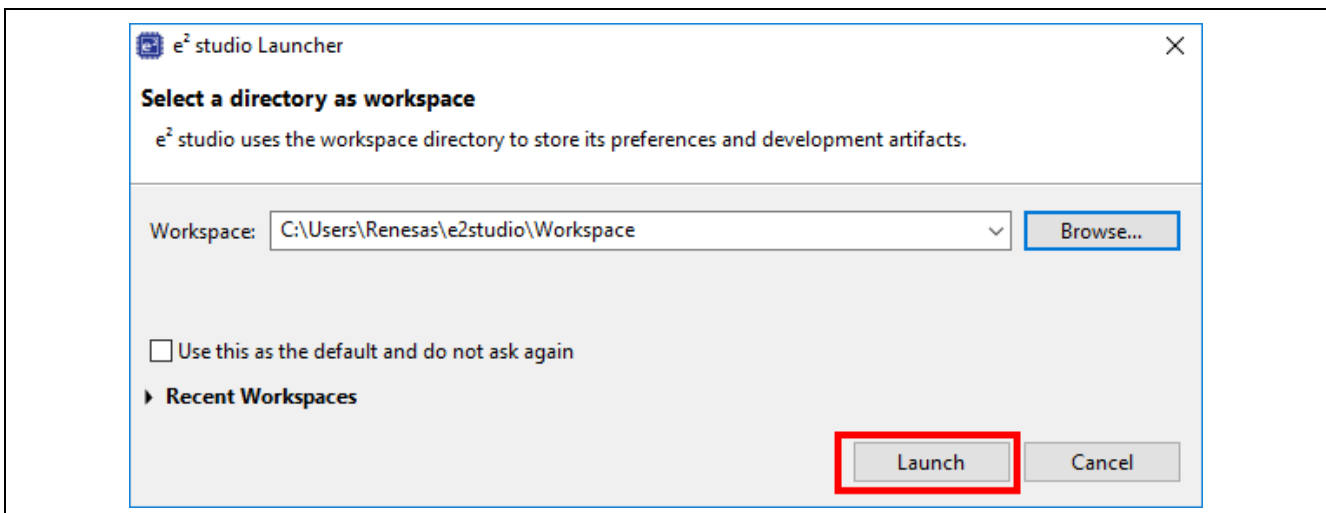 e² studio Launcher
Select a directory as workspace
e² studio uses the workspace directory to store its preferences and development artifacts.
Workspace: C:\Users\Renesas\e2studio\Workspace Browse...
Use this as the default and do not ask again
Recent Workspaces
Launch Cancel